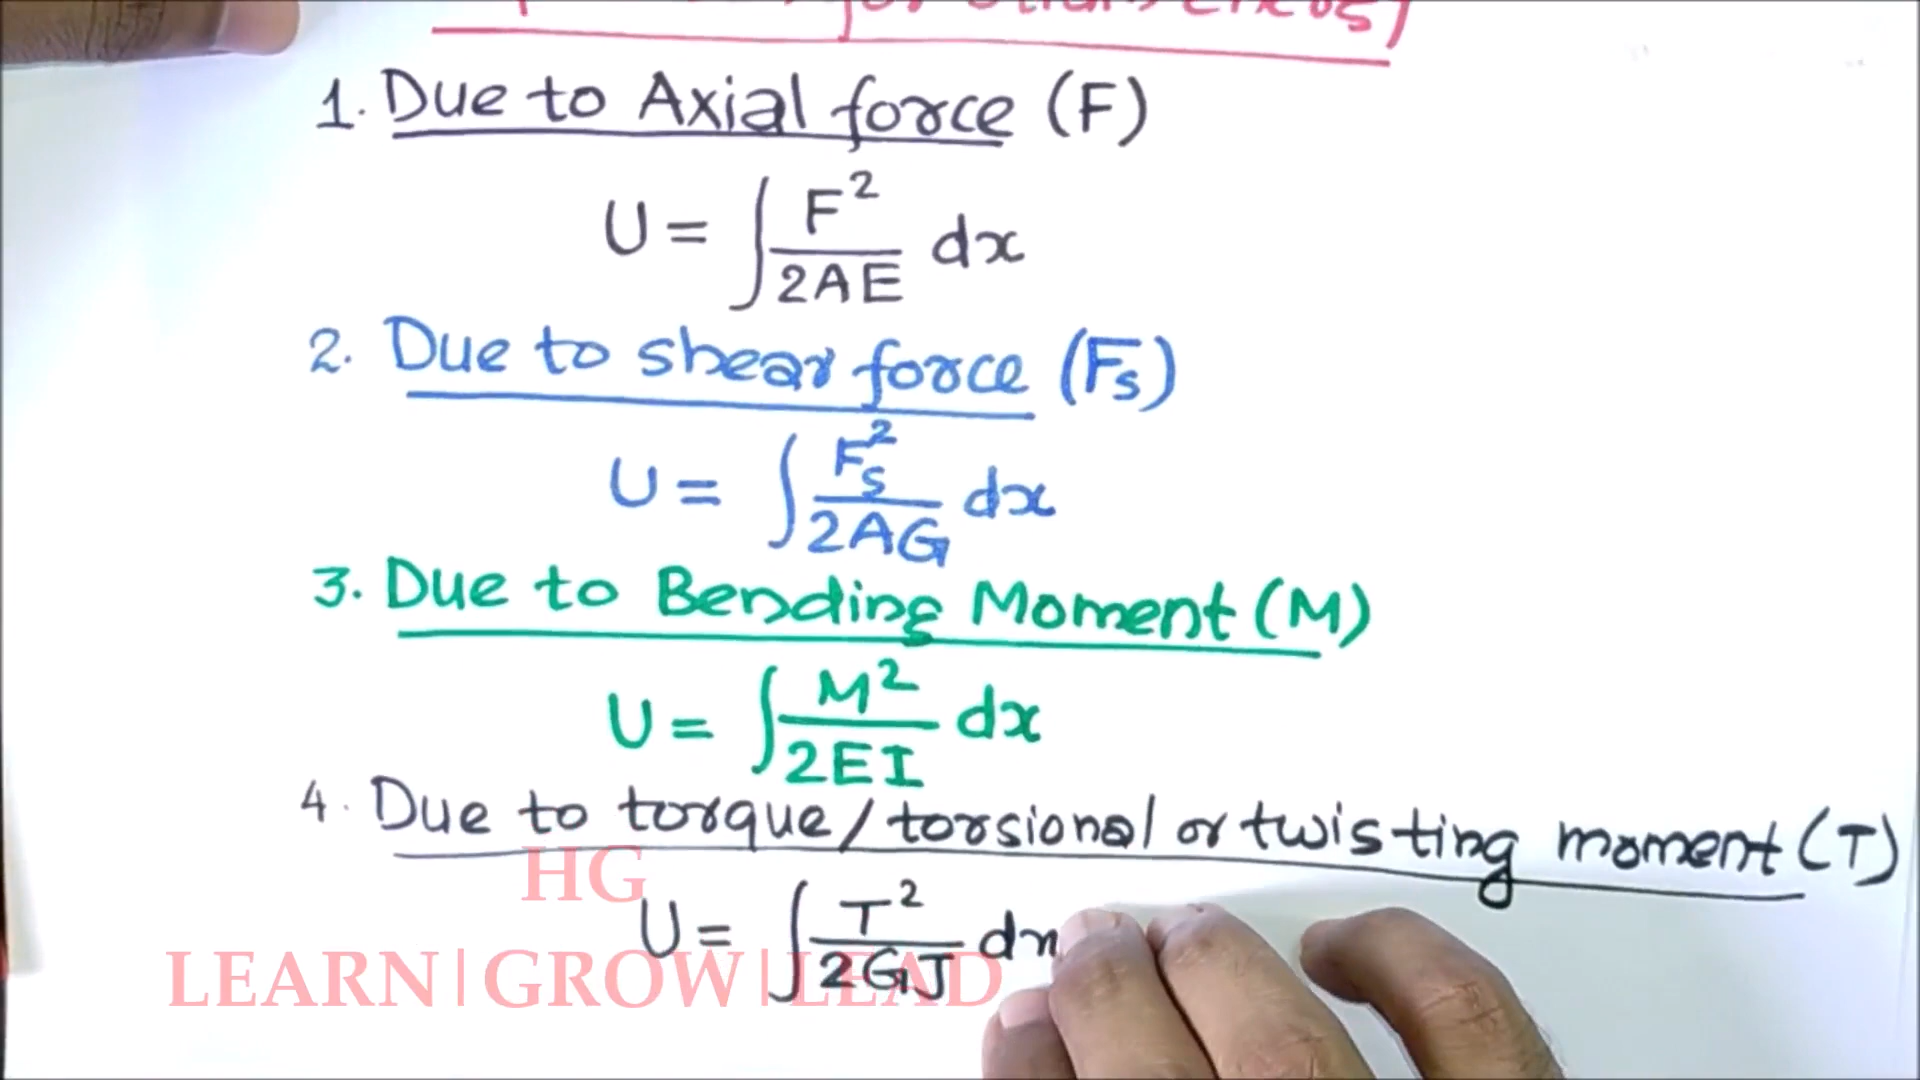 1. Due to Axial force (F)
U = ∫ F² / 2AE dx
2. Due to shear force (Fs)
U = ∫ Fs² / 2AG dx
3. Due to Bending Moment (M)
U = ∫ M² / 2EI dx
4. Due to torque/torsional or twisting moment (T)
U = ∫ T² / 2GJ dx
HG
LEARN|GROW|LEAD